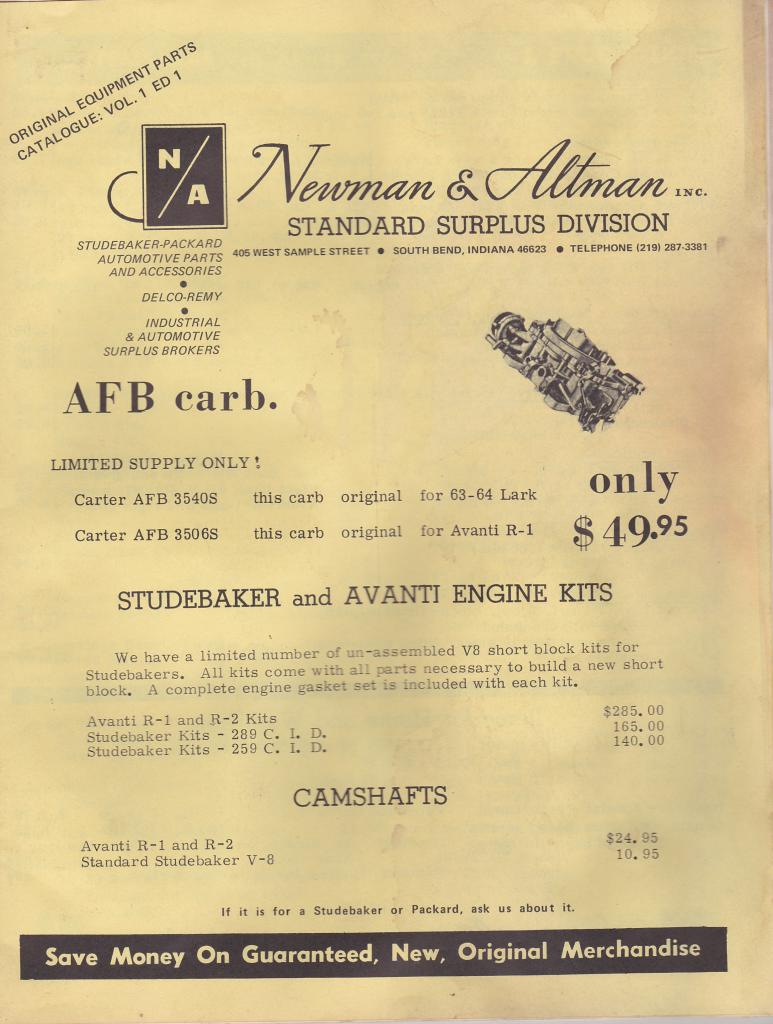 ORIGINAL EQUIPMENT PARTS
CATALOGUE: VOL. 1 ED 1
N/A
Newman & Altman INC.
STANDARD SURPLUS DIVISION
405 WEST SAMPLE STREET ● SOUTH BEND, INDIANA 46623 ● TELEPHONE (219) 287-3381
STUDEBAKER-PACKARD
AUTOMOTIVE PARTS
AND ACCESSORIES
●
DELCO-REMY
●
INDUSTRIAL
& AUTOMOTIVE
SURPLUS BROKERS
AFB carb.
LIMITED SUPPLY ONLY!
Carter AFB 3540S this carb original for 63-64 Lark
Carter AFB 3506S this carb original for Avanti R-1
only
$49.95
STUDEBAKER and AVANTI ENGINE KITS
We have a limited number of un-assembled V8 short block kits for
Studebakers. All kits come with all parts necessary to build a new short
block. A complete engine gasket set is included with each kit.
Avanti R-1 and R-2 Kits $285.00
Studebaker Kits - 289 C. I. D. 165.00
Studebaker Kits - 259 C. I. D. 140.00
CAMSHAFTS
Avanti R-1 and R-2 $24.95
Standard Studebaker V-8 10.95
If it is for a Studebaker or Packard, ask us about it.
Save Money On Guaranteed, New, Original Merchandise